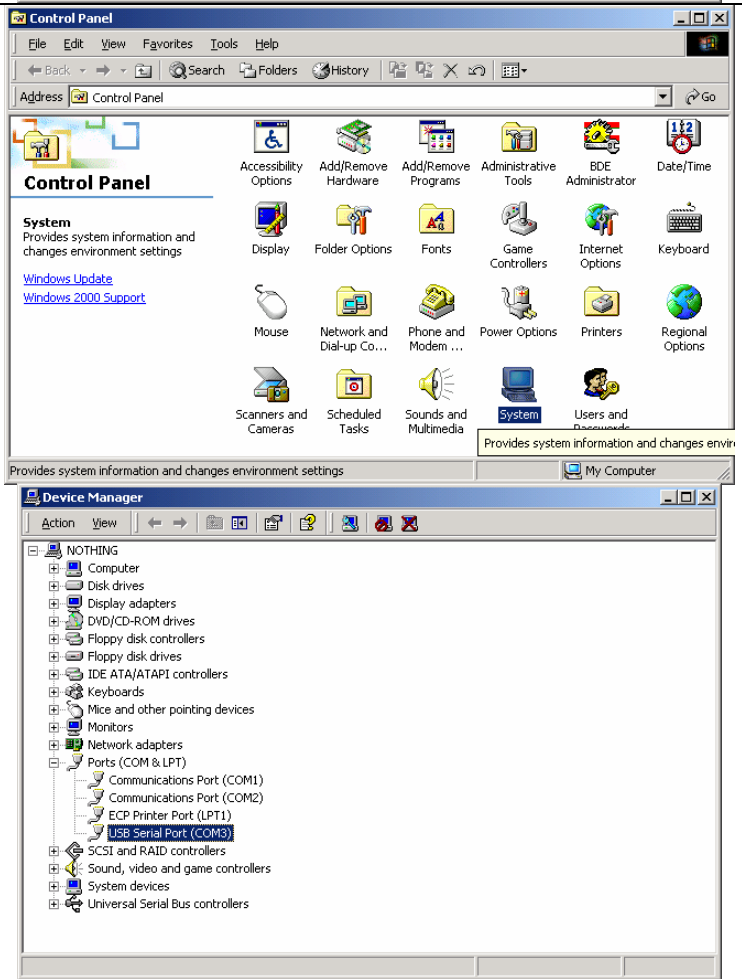 Control Panel
File Edit View Favorites Tools Help
Back Search Folders History
Address Control Panel Go
Control Panel
System
Provides system information and
changes environment settings
Windows Update
Windows 2000 Support
Accessibility
Options
Add/Remove
Hardware
Add/Remove
Programs
Administrative
Tools
BDE
Administrator
Date/Time
Display
Folder Options
Fonts
Game
Controllers
Internet
Options
Keyboard
Mouse
Network and
Dial-up Co...
Phone and
Modem ...
Power Options
Printers
Regional
Options
Scanners and
Cameras
Scheduled
Tasks
Sounds and
Multimedia
System
Users and
Provides system information and changes envir
Provides system information and changes environment settings
My Computer
Device Manager
Action View
NOTHING
Computer
Disk drives
Display adapters
DVD/CD-ROM drives
Floppy disk controllers
Floppy disk drives
IDE ATA/ATAPI controllers
Keyboards
Mice and other pointing devices
Monitors
Network adapters
Ports (COM & LPT)
Communications Port (COM1)
Communications Port (COM2)
ECP Printer Port (LPT1)
USB Serial Port (COM3)
SCSI and RAID controllers
Sound, video and game controllers
System devices
Universal Serial Bus controllers